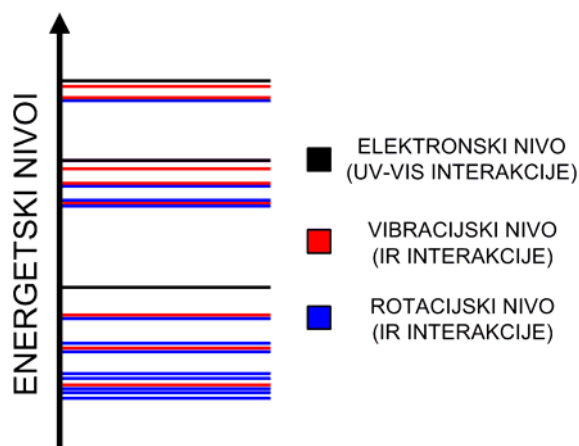 ENERGETSKI NIVOI
ELEKTRONSKI NIVO
(UV-VIS INTERAKCIJE)
VIBRACIJSKI NIVO
(IR INTERAKCIJE)
ROTACIJSKI NIVO
(IR INTERAKCIJE)